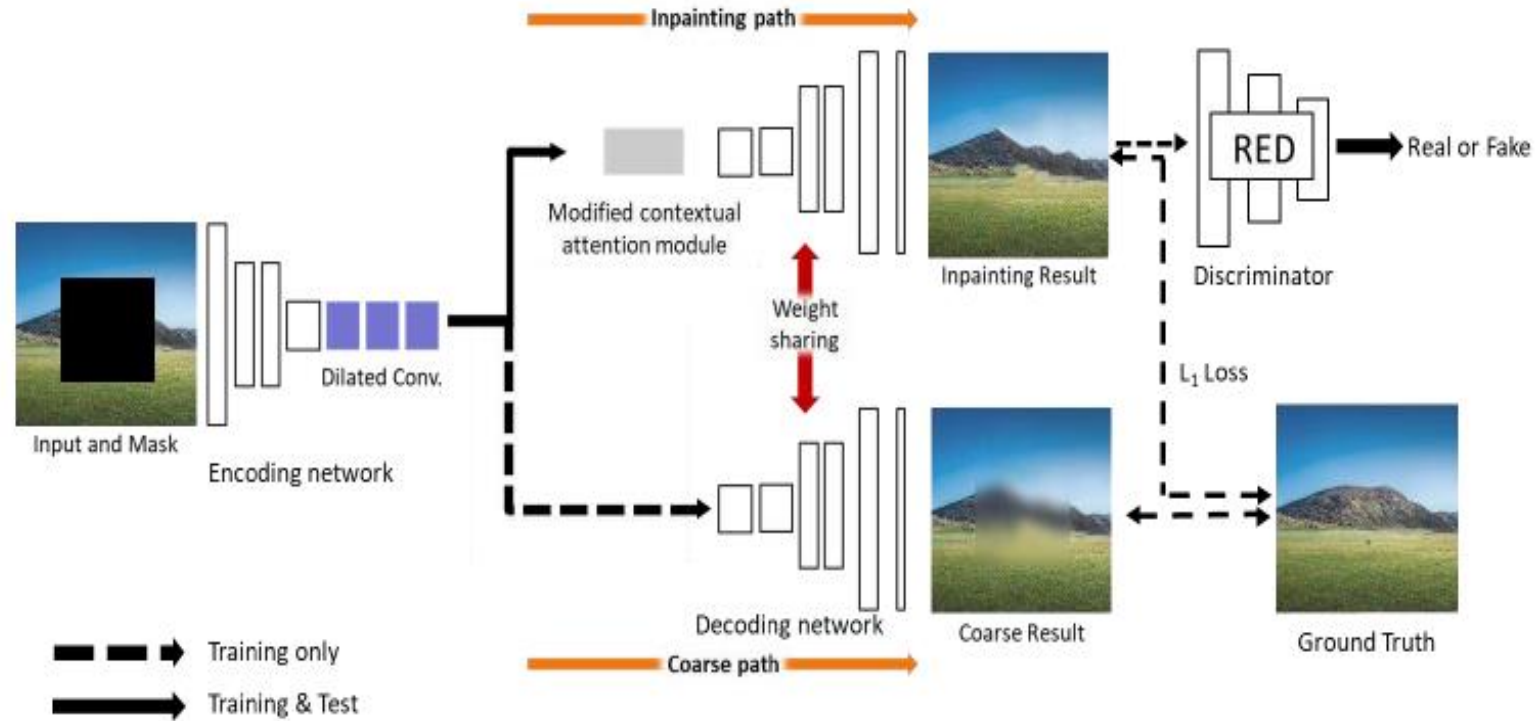 Inpainting path
RED
Real or Fake
Modified contextual
attention module
Inpainting Result
Discriminator
Weight
sharing
Dilated Conv.
L₁ Loss
Input and Mask
Encoding network
Decoding network
Coarse Result
Ground Truth
Training only
Coarse path
Training & Test